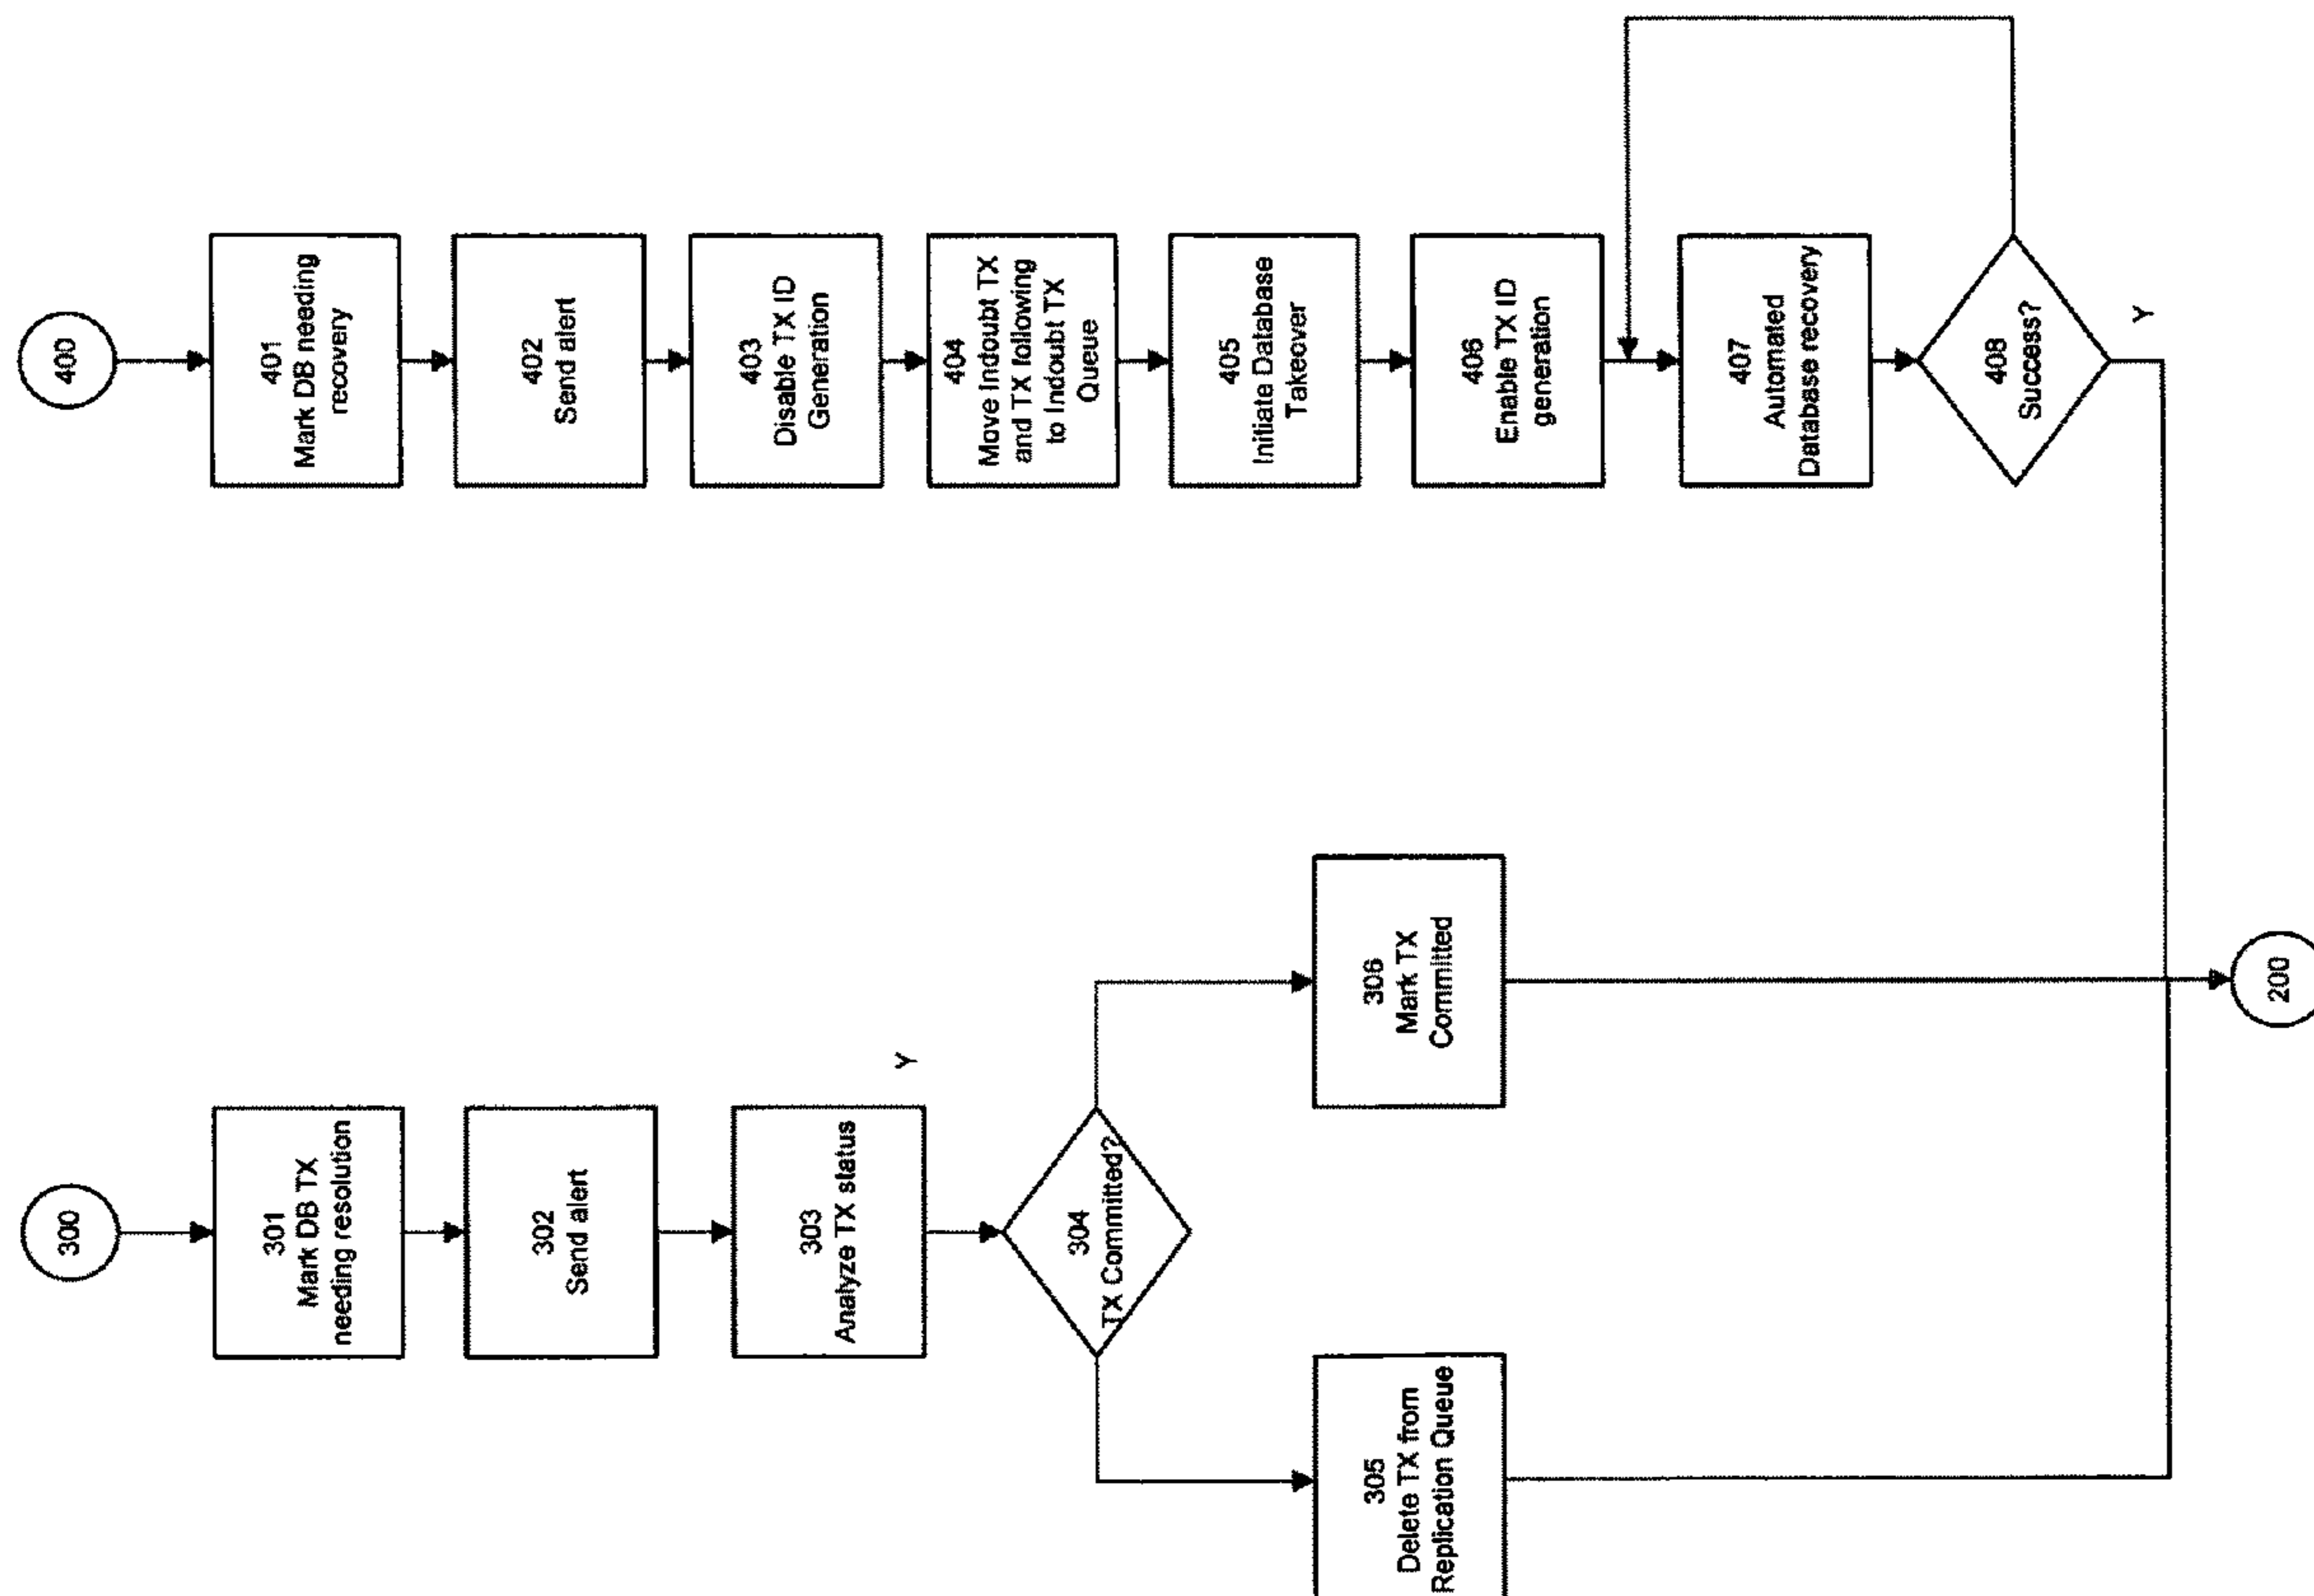 300
301
Mark DB TX
needing resolution
302
Send alert
303
Analyze TX status
Y
304
TX Committed?
305
Delete TX from
Replication Queue
306
Mark TX
Committed
200
400
401
Mark DB needing
recovery
402
Send alert
403
Disable TX ID
Generation
404
Move Indoubt TX
and TX following
to Indoubt TX
Queue
405
Initiate Database
Takeover
406
Enable TX ID
generation
407
Automated
Database recovery
408
Success?
Y